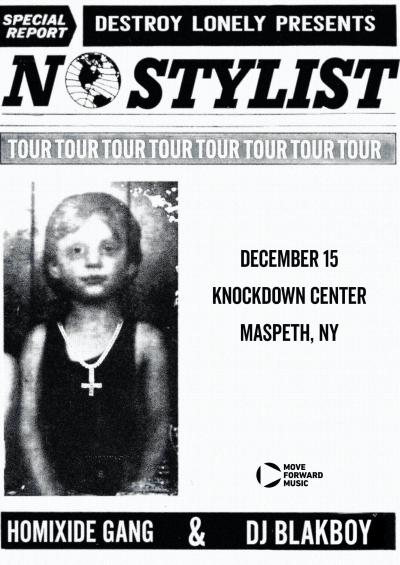 SPECIAL REPORT
DESTROY LONELY PRESENTS
NO STYLIST
TOUR TOUR TOUR TOUR TOUR TOUR TOUR TOUR
DECEMBER 15
KNOCKDOWN CENTER
MASPETH, NY
MOVE
FORWARD
MUSIC
HOMIXIDE GANG & DJ BLAKBOY